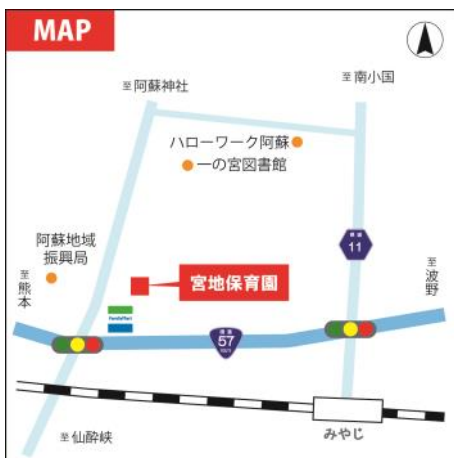 MAP
至阿蘇神社
至南小国
ハローワーク阿蘇
一の宮図書館
阿蘇地域
振興局
11
至熊本
宮地保育園
至波野
FamilyMart
57
みやじ
至仙酔峡